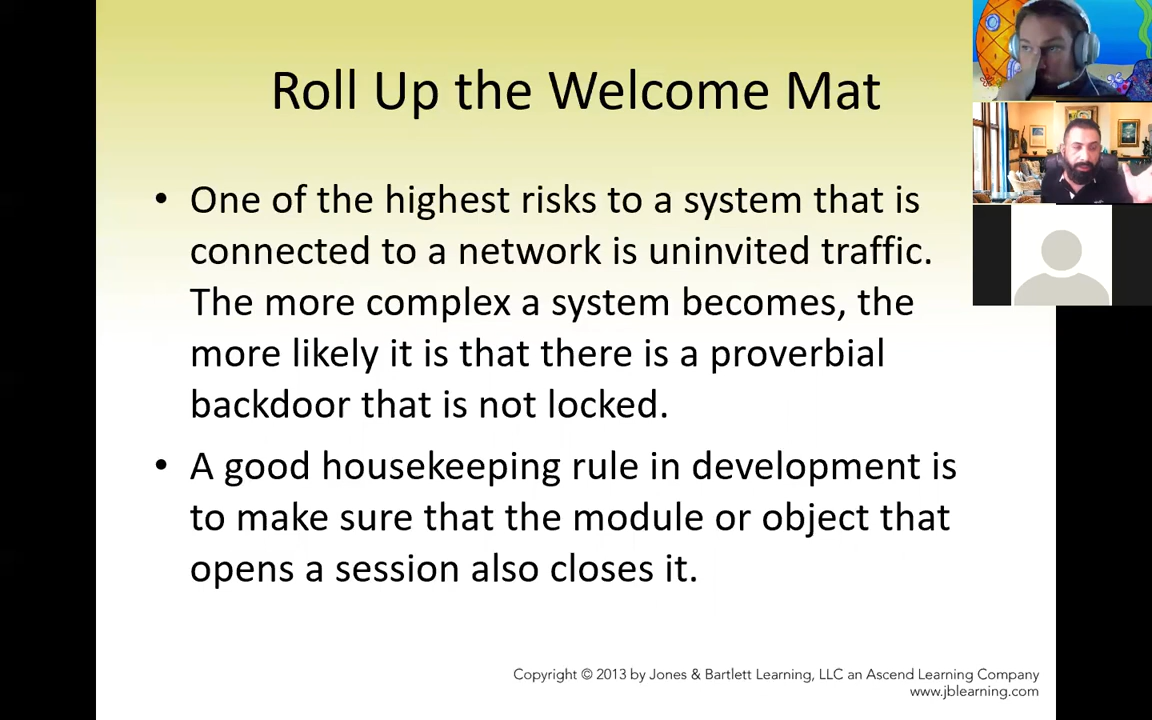 Roll Up the Welcome Mat
• One of the highest risks to a system that is
connected to a network is uninvited traffic.
The more complex a system becomes, the
more likely it is that there is a proverbial
backdoor that is not locked.
• A good housekeeping rule in development is
to make sure that the module or object that
opens a session also closes it.
Copyright © 2013 by Jones & Bartlett Learning, LLC an Ascend Learning Company
www.jblearning.com